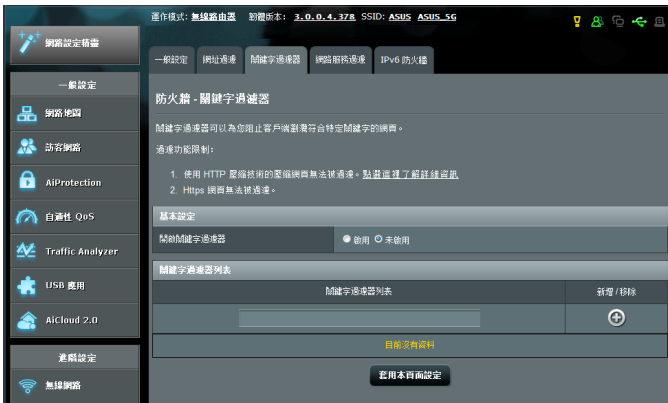 運作模式: 無線路由器 韌體版本: 3.0.0.4.378 SSID: ASUS ASUS_5G
網路設定精靈
一般設定 網址過濾 關鍵字過濾器 網路服務過濾 IPv6 防火牆
一般設定
網路地圖
訪客網路
AiProtection
自適性 QoS
Traffic Analyzer
USB 應用
AiCloud 2.0
進階設定
無線網路
防火牆 - 關鍵字過濾器
關鍵字過濾器可以為您阻止客戶端瀏覽符合特定關鍵字的網頁。
過濾功能限制:
1. 使用 HTTP 壓縮技術的壓縮網頁無法被過濾。點選這裡了解詳細資訊
2. Https 網頁無法被過濾。
基本設定
開啟關鍵字過濾器 啟用 未啟用
關鍵字過濾器列表
關鍵字過濾器列表 新增 / 移除
目前沒有資料
套用本頁面設定